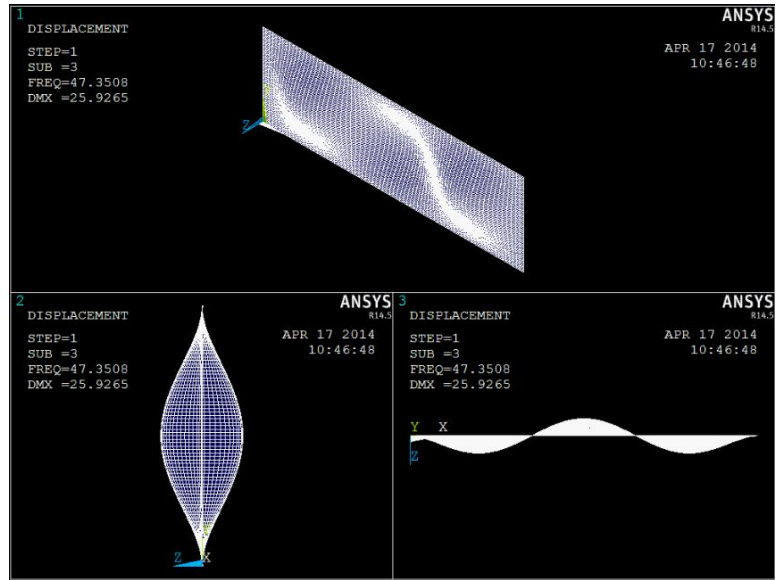 1
ANSYS
R14.5
DISPLACEMENT
STEP=1
SUB =3
FREQ=47.3508
DMX =25.9265
APR 17 2014
10:46:48
Y
Z
2
ANSYS
R14.5
DISPLACEMENT
STEP=1
SUB =3
FREQ=47.3508
DMX =25.9265
APR 17 2014
10:46:48
Z X
3
ANSYS
R14.5
DISPLACEMENT
STEP=1
SUB =3
FREQ=47.3508
DMX =25.9265
APR 17 2014
10:46:48
Y X
Z